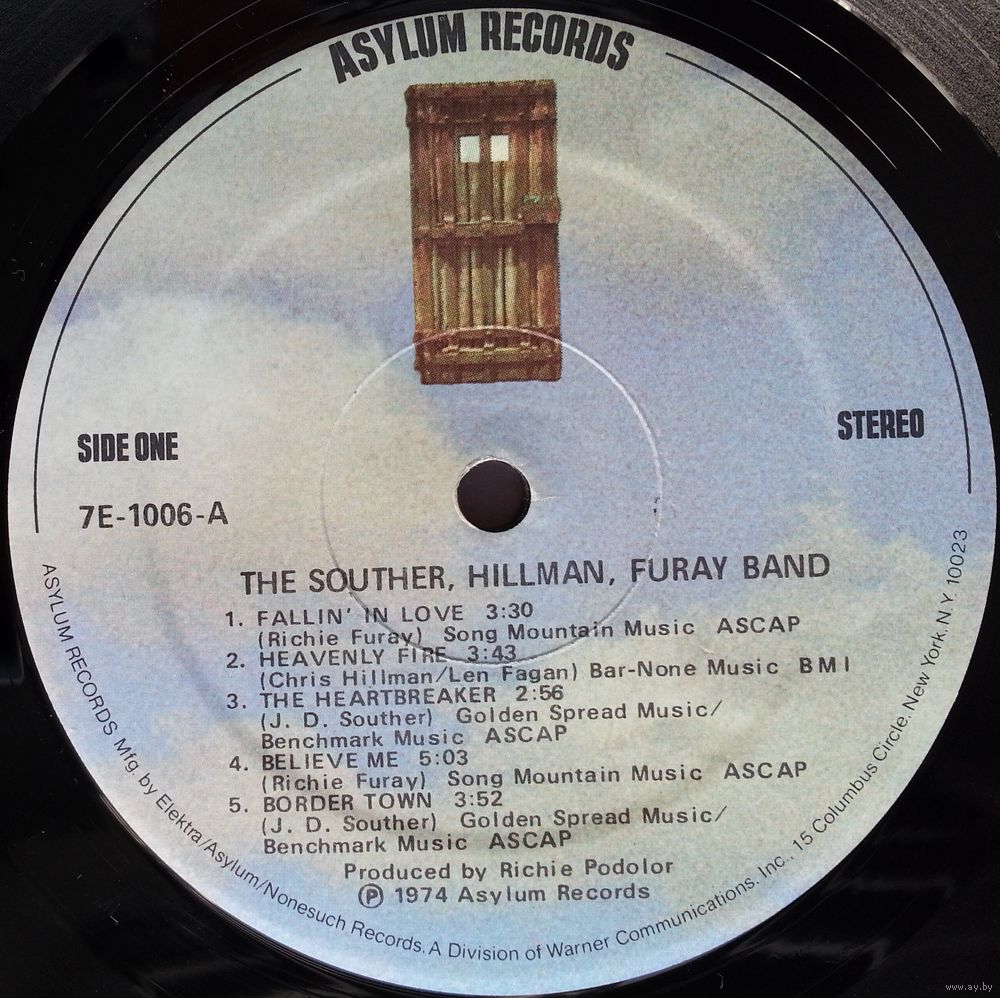 ASYLUM RECORDS
SIDE ONE
STEREO
7E-1006-A
THE SOUTHER, HILLMAN, FURAY BAND
1. FALLIN' IN LOVE 3:30
(Richie Furay) Song Mountain Music ASCAP
2. HEAVENLY FIRE 3:43
(Chris Hillman/Len Fagan) Bar-None Music BMI
3. THE HEARTBREAKER 2:56
(J. D. Souther) Golden Spread Music/
Benchmark Music ASCAP
4. BELIEVE ME 5:03
(Richie Furay) Song Mountain Music ASCAP
5. BORDER TOWN 3:52
(J. D. Souther) Golden Spread Music/
Benchmark Music ASCAP
Produced by Richie Podolor
℗ 1974 Asylum Records
ASYLUM RECORDS Mfg. by Elektra/Asylum/Nonesuch Records. A Division of Warner Communications. Inc., 15 Columbus Circle. New York. N.Y. 10023
www.ay.by